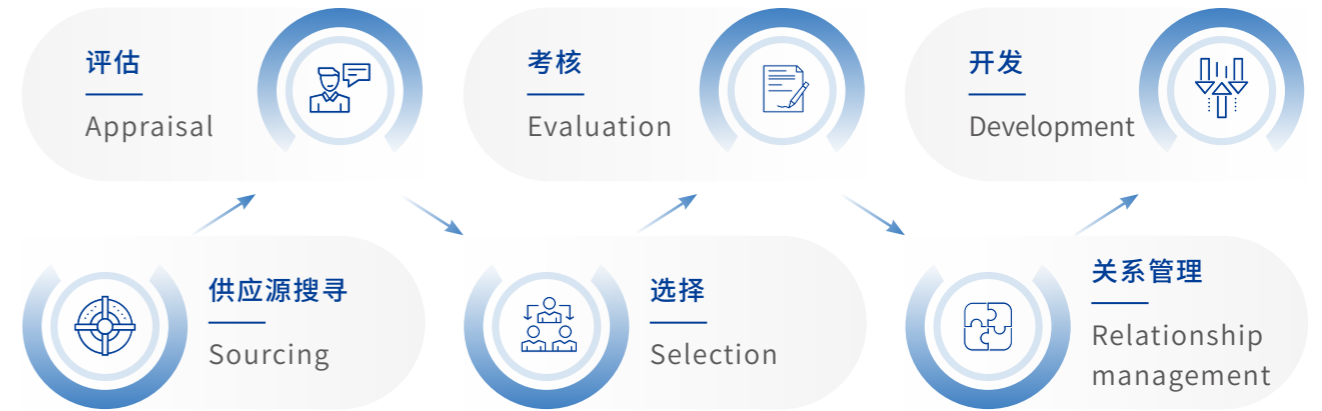 评估
Appraisal
考核
Evaluation
开发
Development
供应源搜寻
Sourcing
选择
Selection
关系管理
Relationship
management